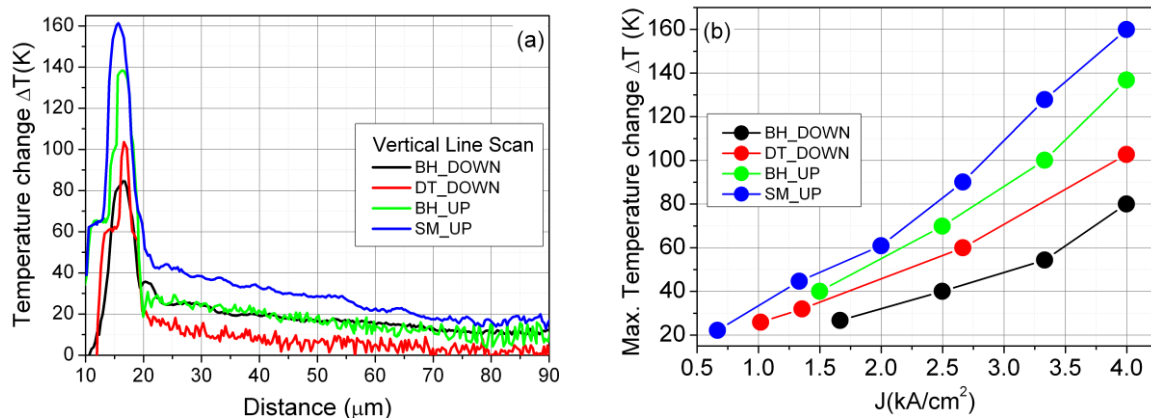 Temperature change ΔT(K)
160
140
120
100
80
60
40
20
0
(a)
Vertical Line Scan
BH_DOWN
DT_DOWN
BH_UP
SM_UP
10 20 30 40 50 60 70 80 90
Distance (μm)
Max. Temperature change ΔT (K)
160
140
120
100
80
60
40
20
(b)
BH_DOWN
DT_DOWN
BH_UP
SM_UP
0.5 1.0 1.5 2.0 2.5 3.0 3.5 4.0
J(kA/cm²)